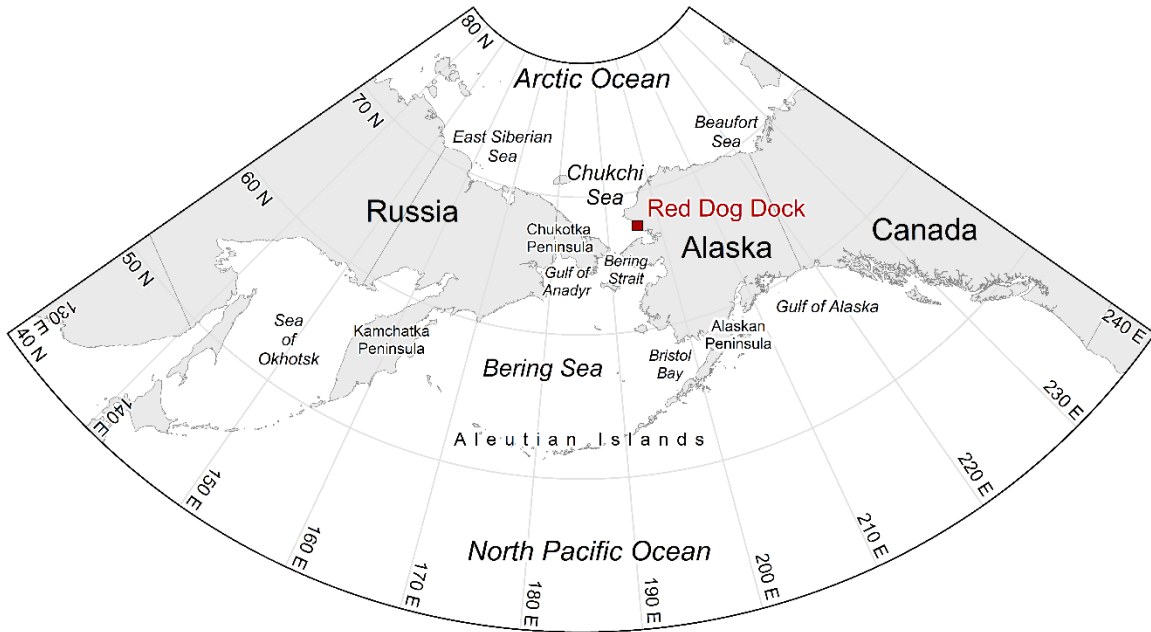 80 N
Arctic Ocean
70 N
East Siberian
Sea
Beaufort
Sea
Chukchi
Sea
60 N
Russia
Red Dog Dock
Chukotka
Peninsula
Alaska
Canada
50 N
Gulf of
Anadyr
Bering
Strait
130 E
40 N
Sea
of
Okhotsk
Kamchatka
Peninsula
Gulf of Alaska
Alaskan
Peninsula
240 E
Bering Sea
Bristol
Bay
140 E
230 E
Aleutian Islands
150 E
220 E
160 E
210 E
170 E
North Pacific Ocean
200 E
180 E
190 E